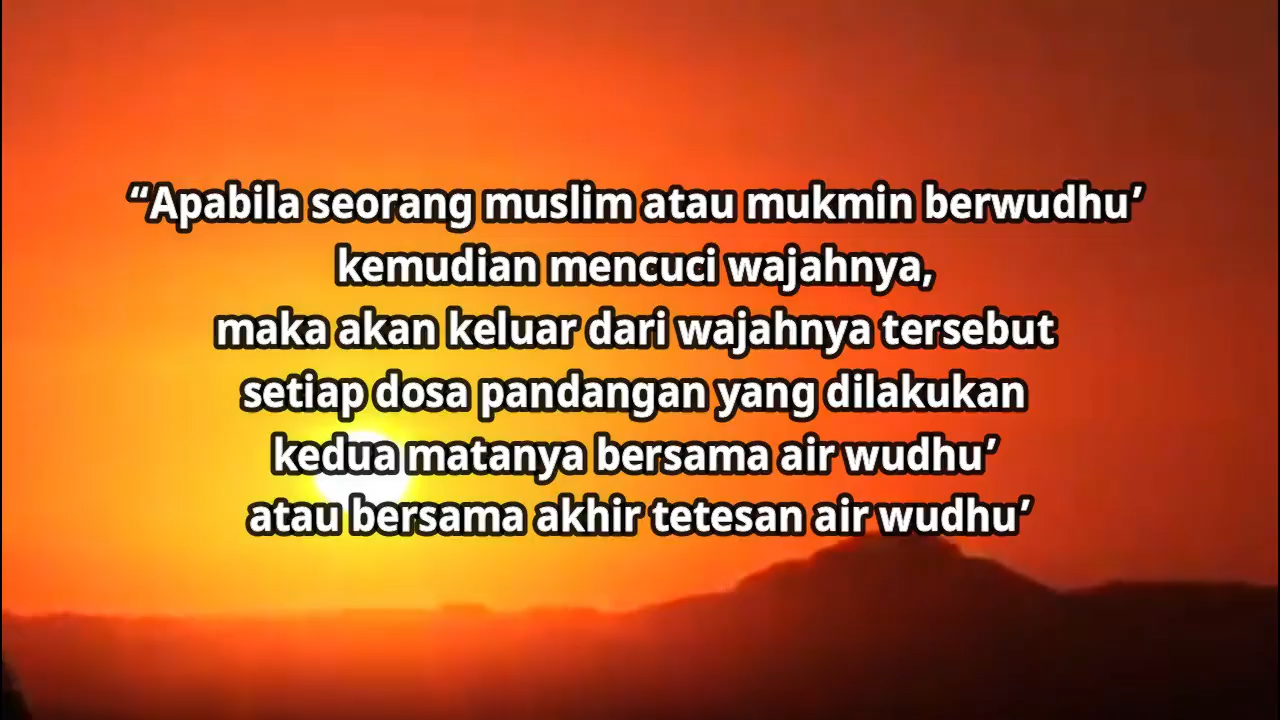 “Apabila seorang muslim atau mukmin berwudhu’
kemudian mencuci wajahnya,
maka akan keluar dari wajahnya tersebut
setiap dosa pandangan yang dilakukan
kedua matanya bersama air wudhu’
atau bersama akhir tetesan air wudhu’